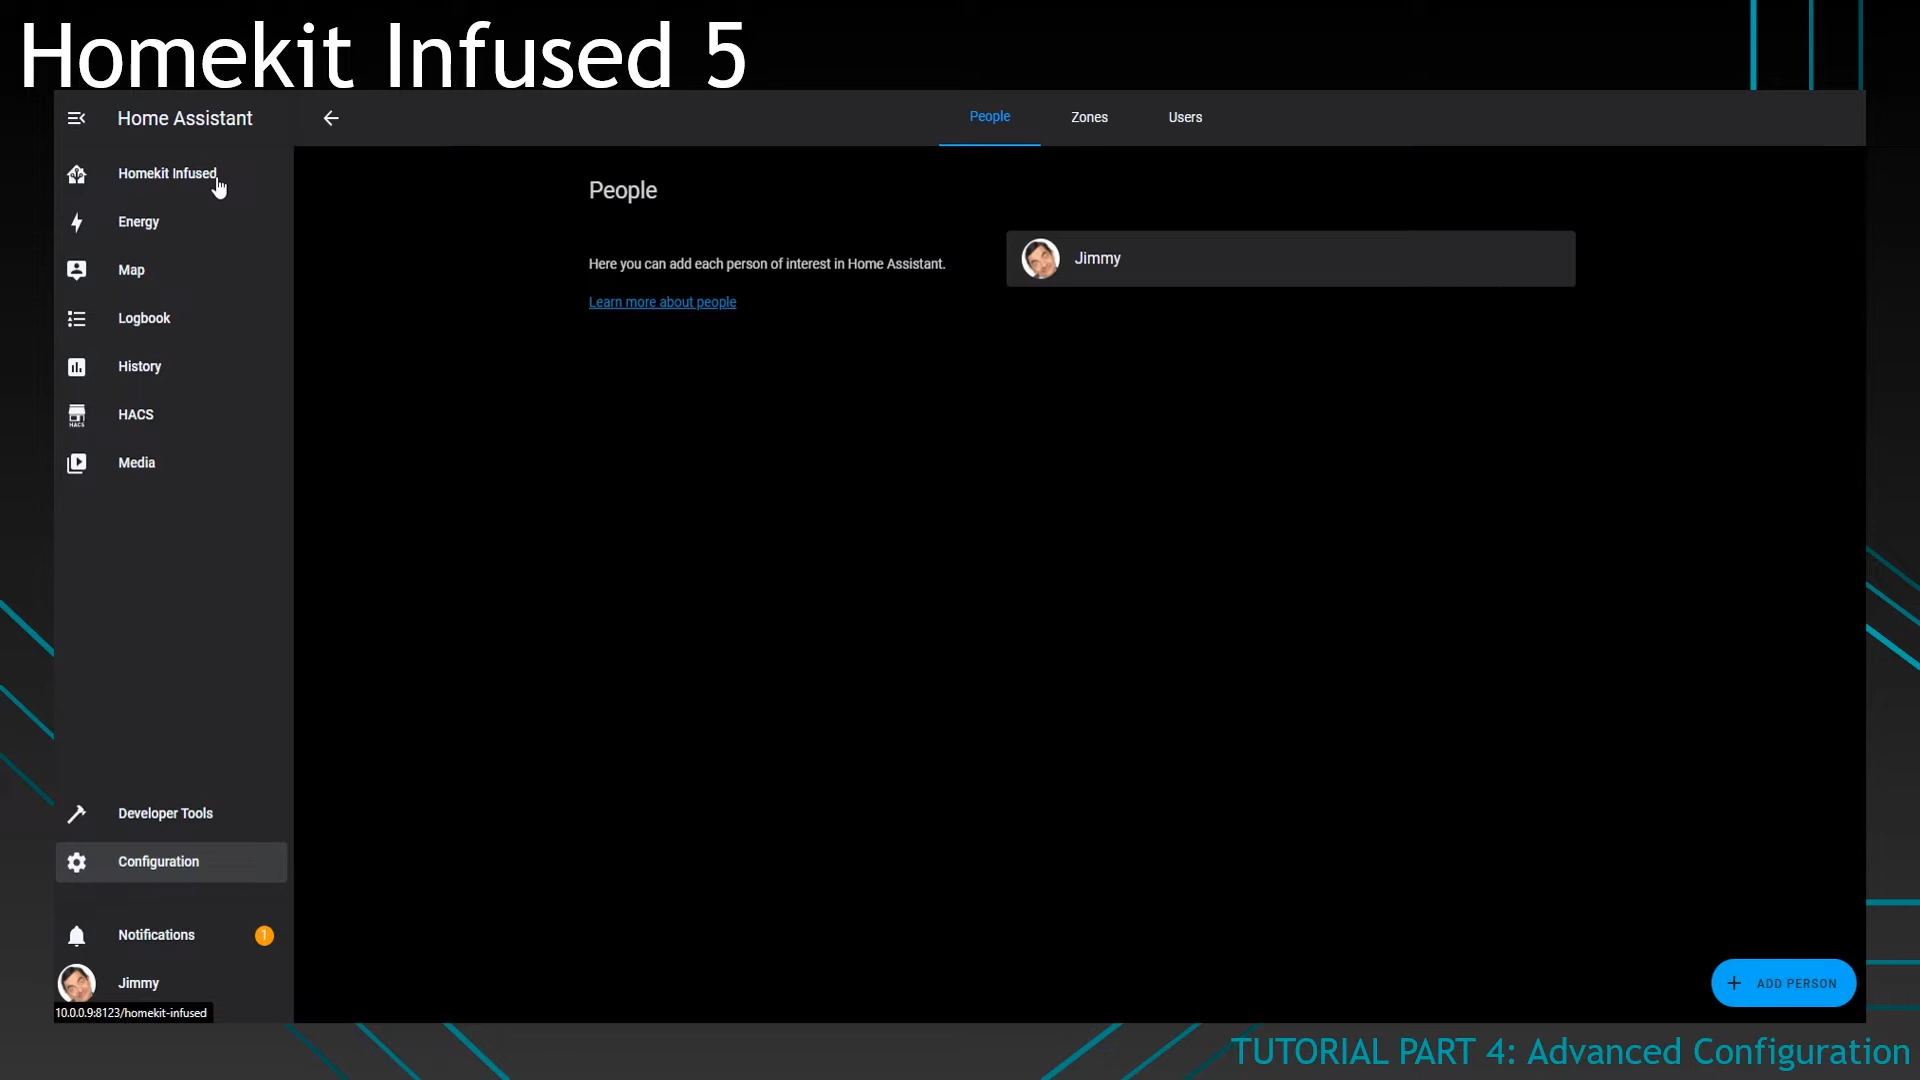 Homekit Infused 5
Home Assistant
People
Zones
Users
Homekit Infused
Energy
Map
Logbook
History
HACS
HACS
Media
People
Here you can add each person of interest in Home Assistant.
Learn more about people
Jimmy
Developer Tools
Configuration
Notifications
1
Jimmy
10.0.0.9:8123/homekit-infused
ADD PERSON
TUTORIAL PART 4: Advanced Configuration